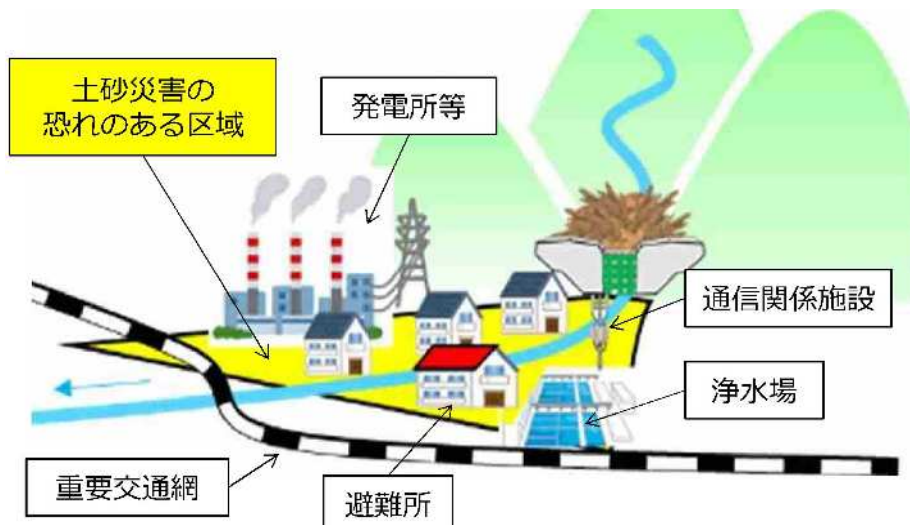 土砂災害の
恐れのある区域
発電所等
通信関係施設
浄水場
重要交通網
避難所